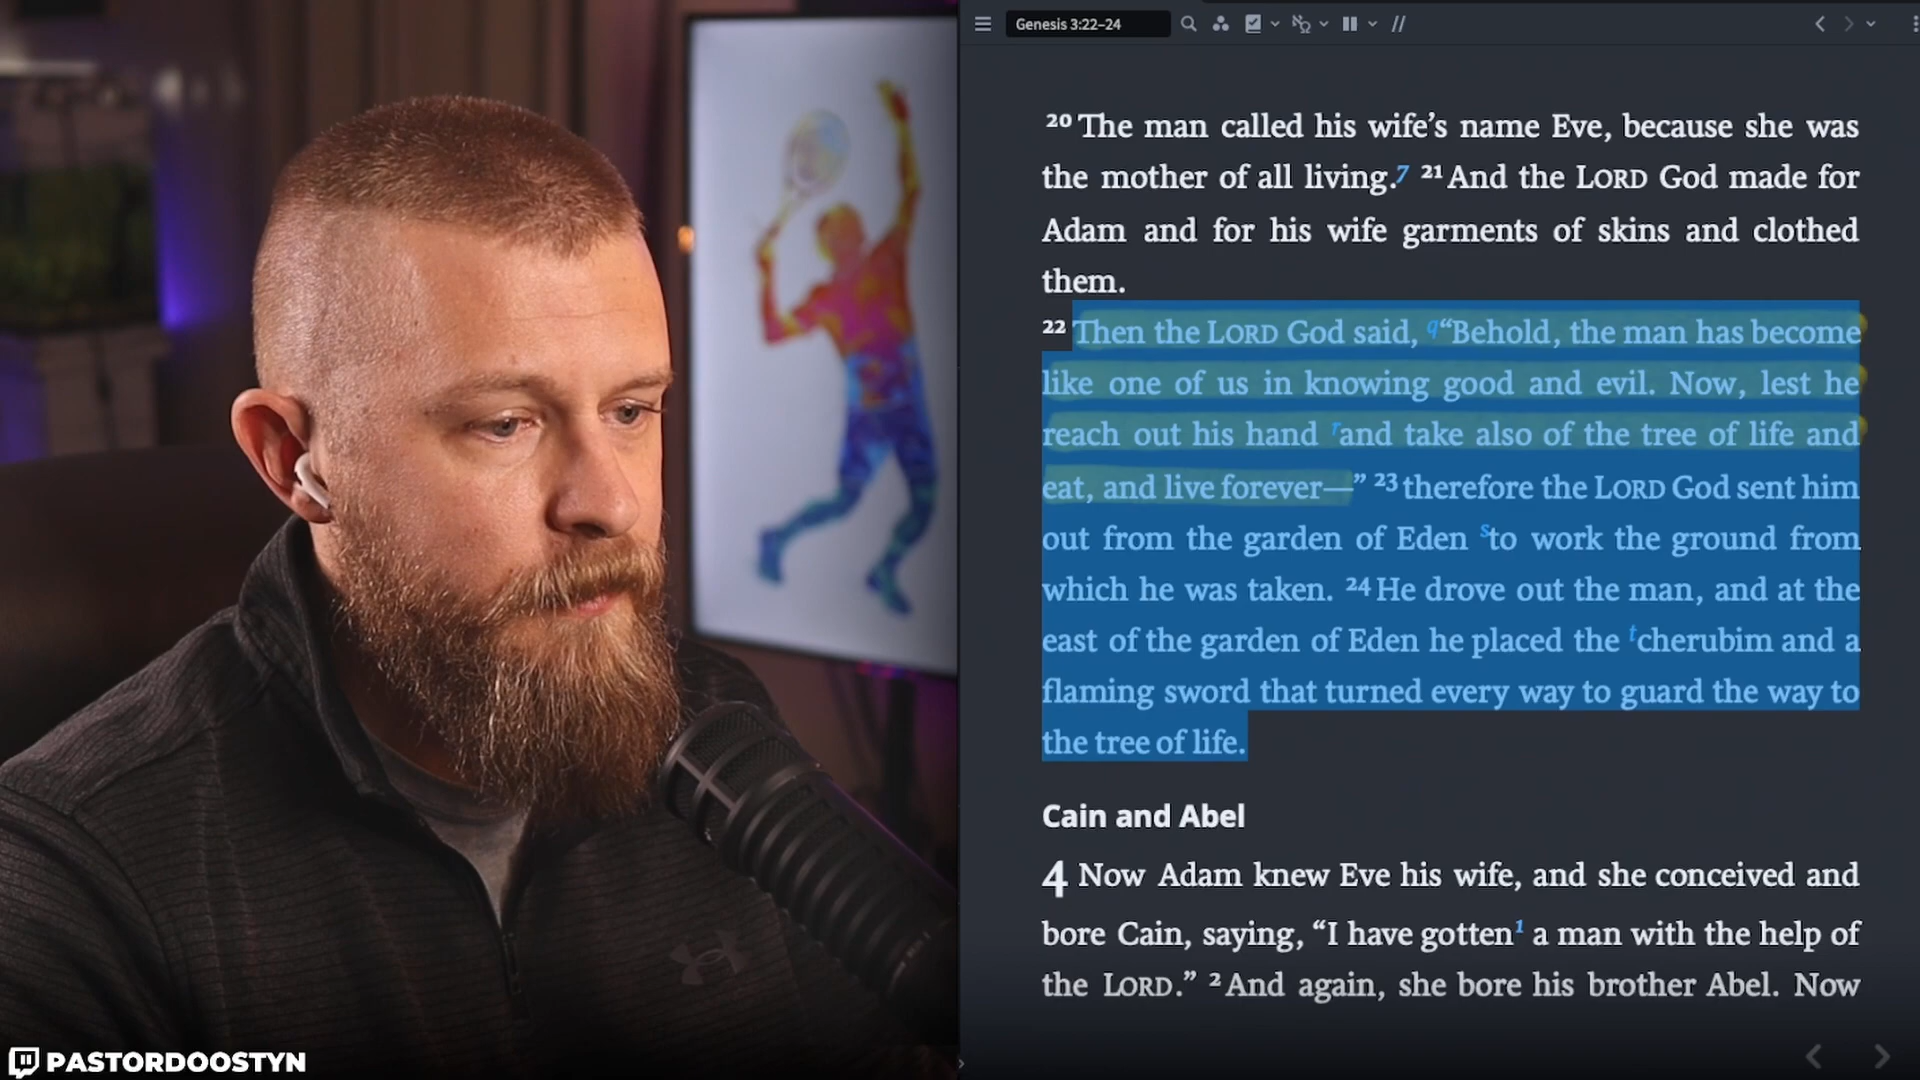 Genesis 3:22–24
²⁰ The man called his wife’s name Eve, because she was
the mother of all living.⁷ ²¹ And the LORD God made for
Adam and for his wife garments of skins and clothed
them.
²² Then the LORD God said, q“Behold, the man has become
like one of us in knowing good and evil. Now, lest he
reach out his hand rand take also of the tree of life and
eat, and live forever—” ²³ therefore the LORD God sent him
out from the garden of Eden sto work the ground from
which he was taken. ²⁴ He drove out the man, and at the
east of the garden of Eden he placed the tcherubim and a
flaming sword that turned every way to guard the way to
the tree of life.
Cain and Abel
4 Now Adam knew Eve his wife, and she conceived and
bore Cain, saying, “I have gotten¹ a man with the help of
the LORD.” ² And again, she bore his brother Abel. Now
PASTORDOOSTYN